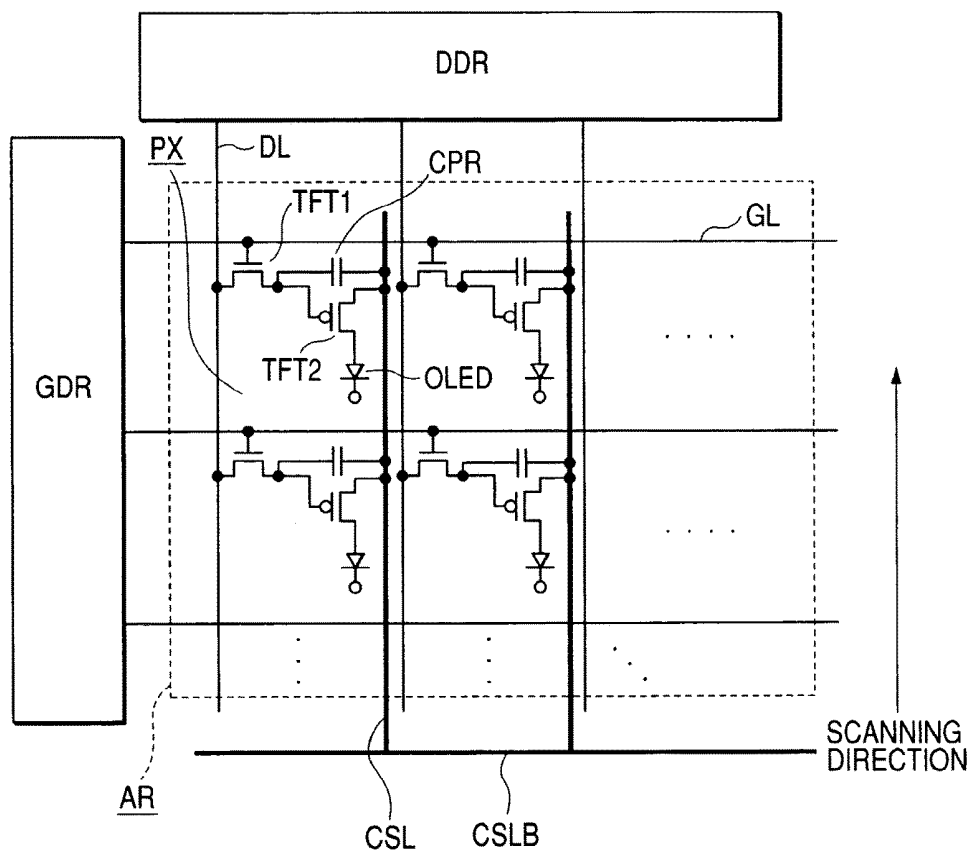 DDR
PX
DL
CPR
TFT1
GL
TFT2
OLED
GDR
SCANNING
DIRECTION
AR
CSL
CSLB